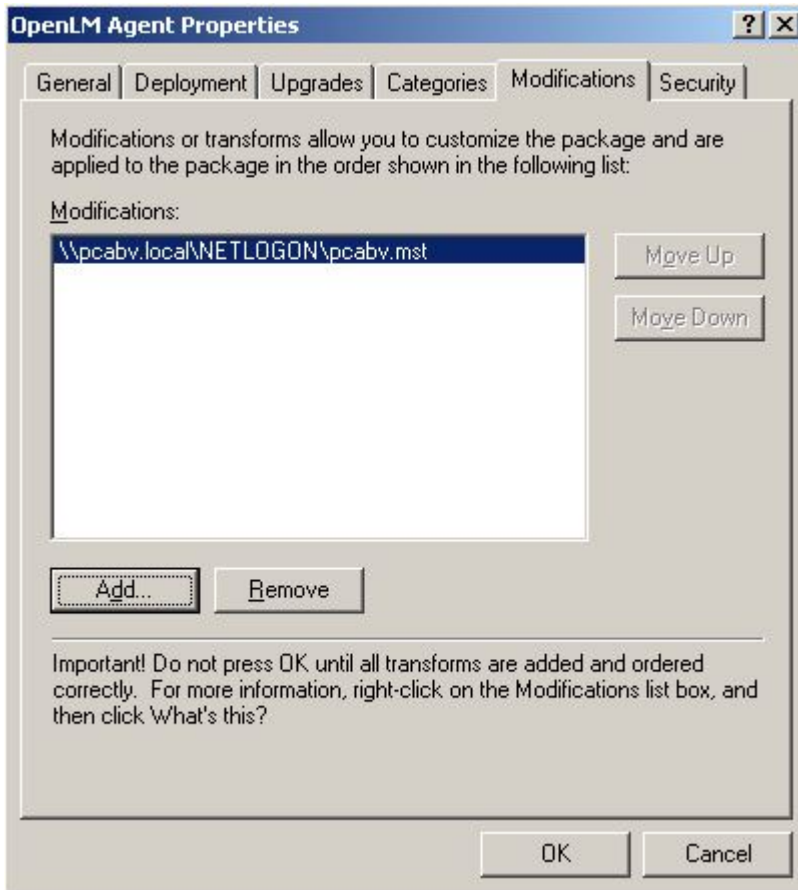 OpenLM Agent Properties
General Deployment Upgrades Categories Modifications Security
Modifications or transforms allow you to customize the package and are
applied to the package in the order shown in the following list:
Modifications:
\\pcabv.local\NETLOGON\pcabv.mst
Move Up
Move Down
Add... Remove
Important! Do not press OK until all transforms are added and ordered
correctly. For more information, right-click on the Modifications list box, and
then click What's this?
OK Cancel